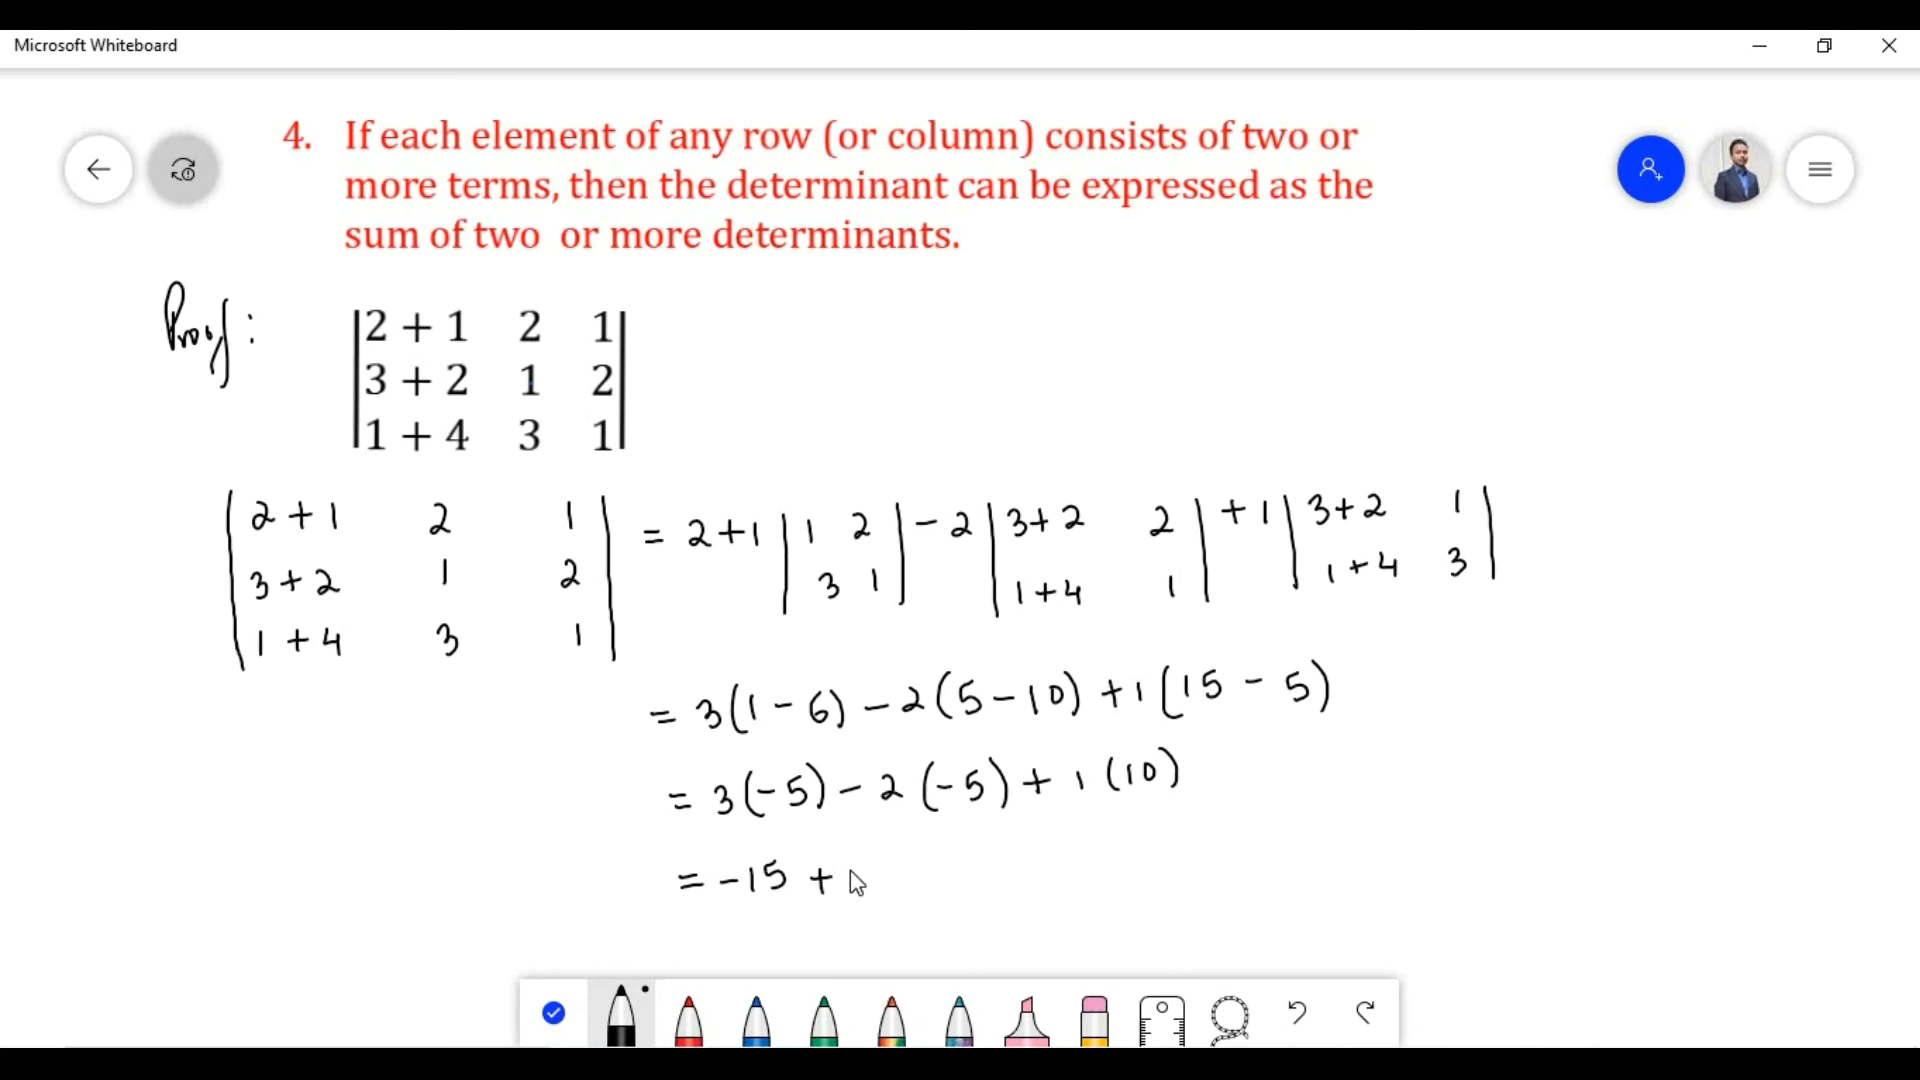 Microsoft Whiteboard
4. If each element of any row (or column) consists of two or
more terms, then the determinant can be expressed as the
sum of two or more determinants.
Proof:
|2 + 1 2 1|
|3 + 2 1 2|
|1 + 4 3 1|
|2 + 1 2 1| = 2+1 |1 2| - 2 |3+2 2| + 1 |3+2 1|
|3 + 2 1 2| |3 1| |1+4 1| |1+4 3|
|1 + 4 3 1|
= 3(1 - 6) - 2(5 - 10) + 1(15 - 5)
= 3(-5) - 2(-5) + 1(10)
= -15 +